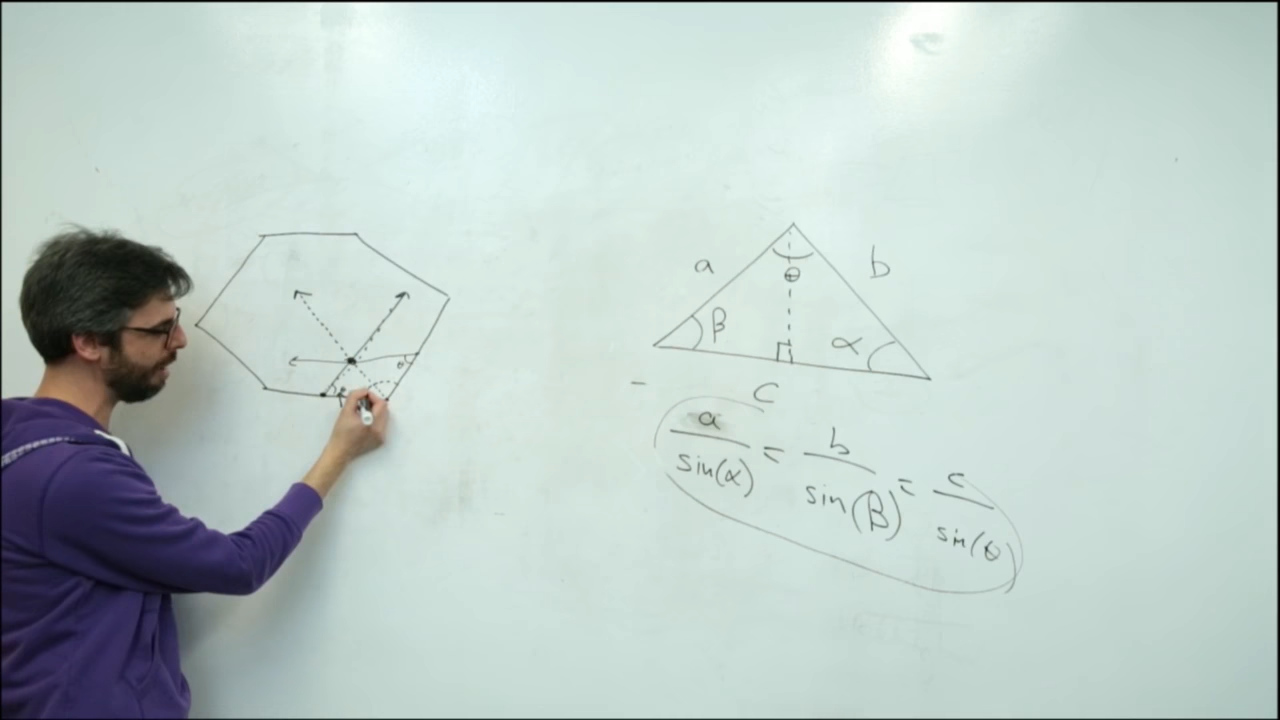 a
b
θ
β
α
c
a/sin(α) = b/sin(β) = c/sin(θ)
θ